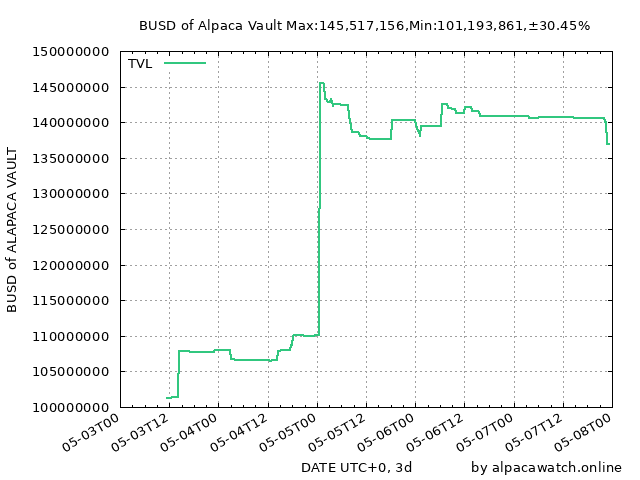 BUSD of Alpaca Vault Max:145,517,156,Min:101,193,861,±30.45%
TVL
150000000
145000000
140000000
135000000
130000000
125000000
120000000
115000000
110000000
105000000
100000000
BUSD of ALAPACA VAULT
05-03T00
05-03T12
05-04T00
05-04T12
05-05T00
05-05T12
05-06T00
05-06T12
05-07T00
05-07T12
05-08T00
DATE UTC+0, 3d
by alpacawatch.online